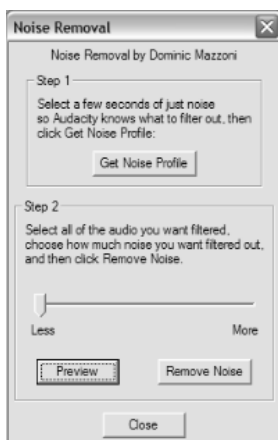 Noise Removal
Noise Removal by Dominic Mazzoni
Step 1
Select a few seconds of just noise
so Audacity knows what to filter out, then
click Get Noise Profile:
Get Noise Profile
Step 2
Select all of the audio you want filtered,
choose how much noise you want filtered out,
and then click Remove Noise.
Less More
Preview Remove Noise
Close